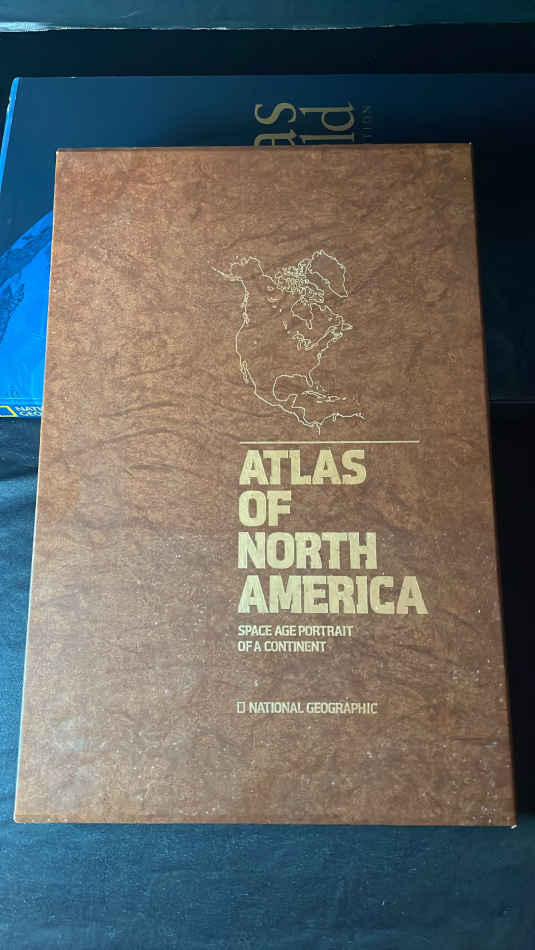 ATLAS
OF
NORTH
AMERICA
SPACE AGE PORTRAIT
OF A CONTINENT
NATIONAL GEOGRAPHIC